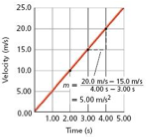 Velocity (m/s)
25.0
20.0
15.0
10.0
5.00
0.00
m = 20.0 m/s – 15.0 m/s
4.00 s – 3.00 s
= 5.00 m/s²
1.00 2.00 3.00 4.00 5.00
Time (s)